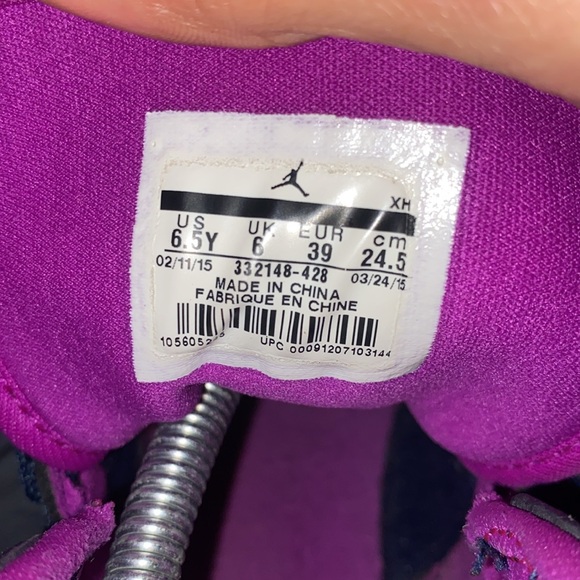 XH
US UK EUR cm
6.5Y 6 39 24.5
02/11/15 332148-428 03/24/15
MADE IN CHINA
FABRIQUE EN CHINE
UPC 00091207103144